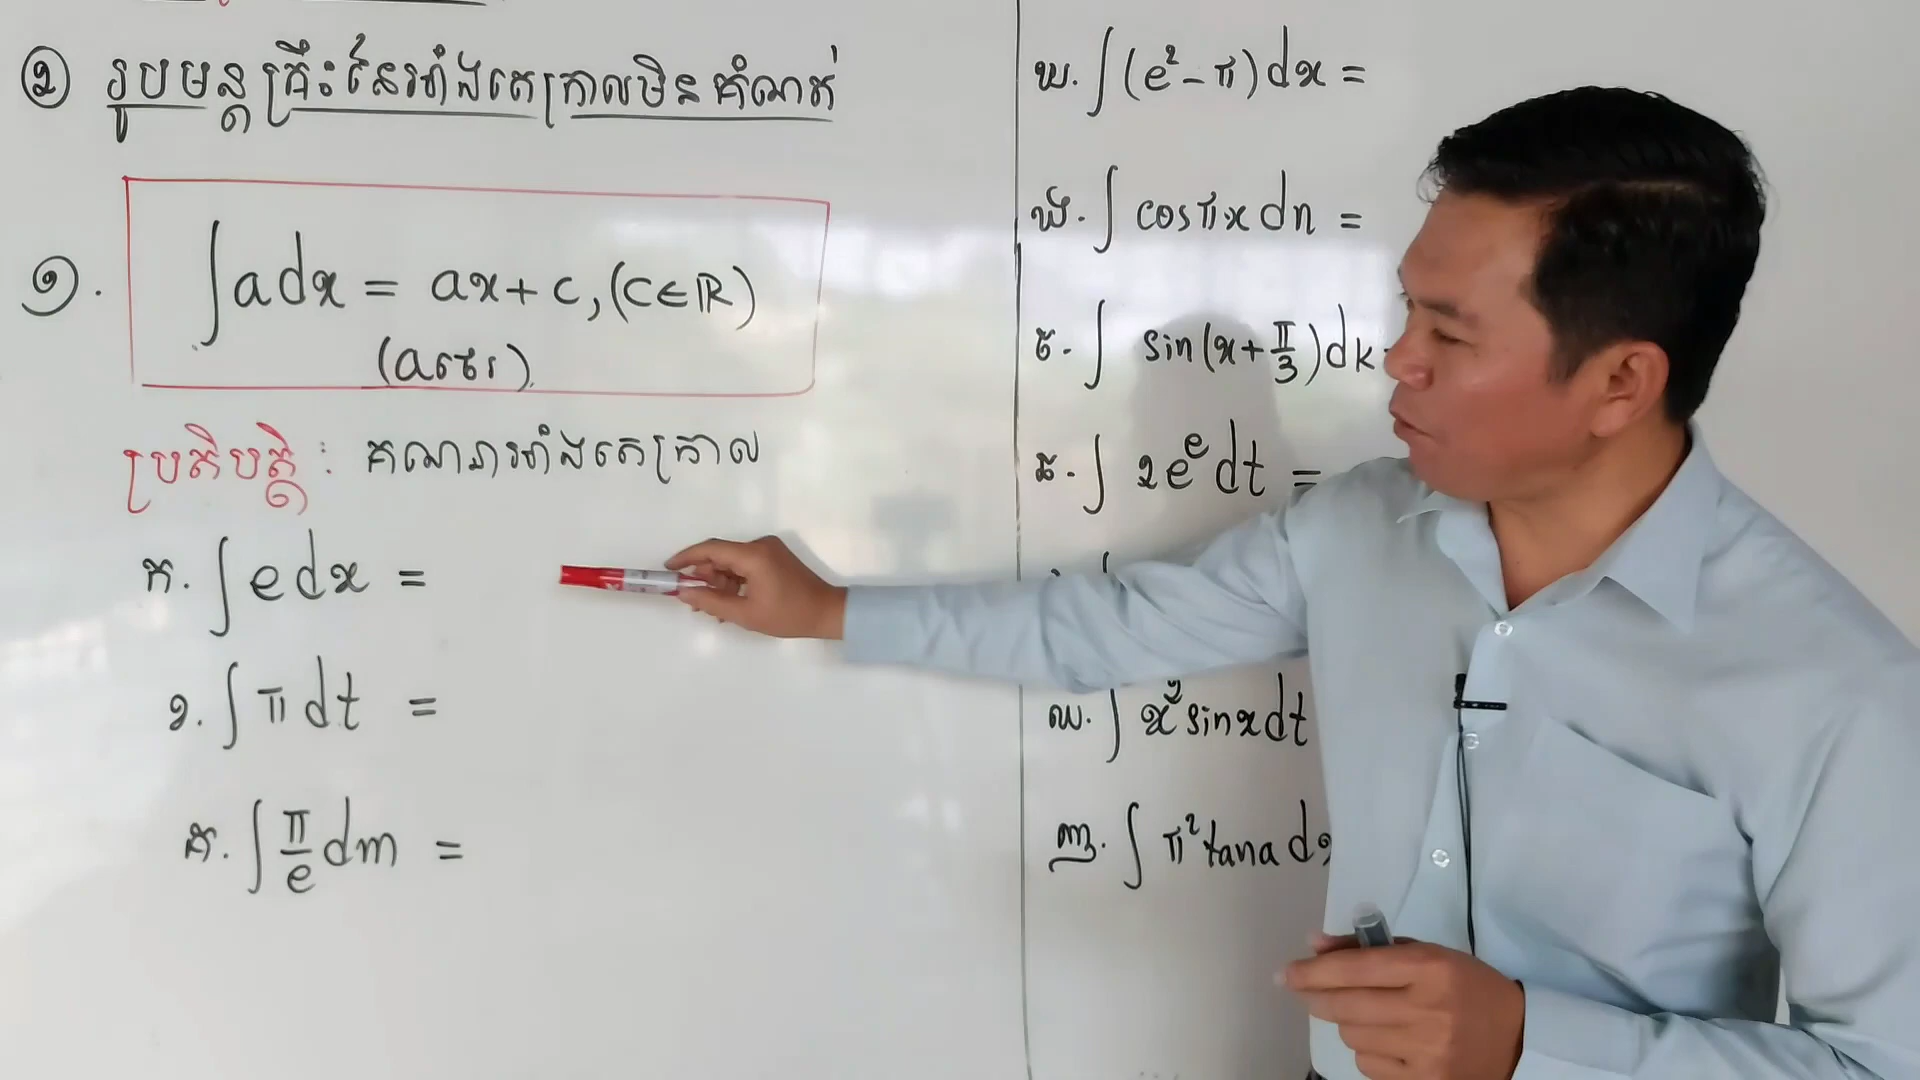 ② រូបមន្តគ្រឹះនៃអាំងតេក្រាលមិនកំណត់
១. ∫ a dx = ax + c, (c ∈ ℝ)
(a ថេរ)
ប្រតិបត្តិ : គណនាអាំងតេក្រាល
ក. ∫ e dx =
ខ. ∫ π dt =
គ. ∫ π/e dm =
ឃ. ∫ (e² - π) dx =
ង. ∫ cos πx dn =
ច. ∫ sin(x + π/3) dk
ឆ. ∫ 2eᵉ dt =
ឈ. ∫ x² sin x dt
ញ. ∫ π² tan a d